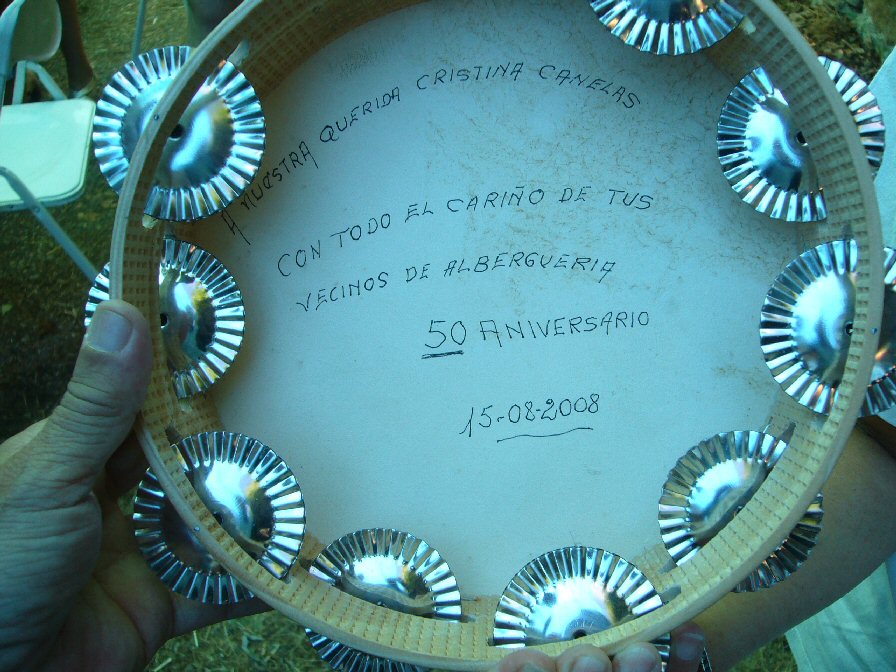 A NUESTRA QUERIDA CRISTINA CANELAS
CON TODO EL CARIÑO DE TUS
VECINOS DE ALBERGUERIA
50 ANIVERSARIO
15-08-2008